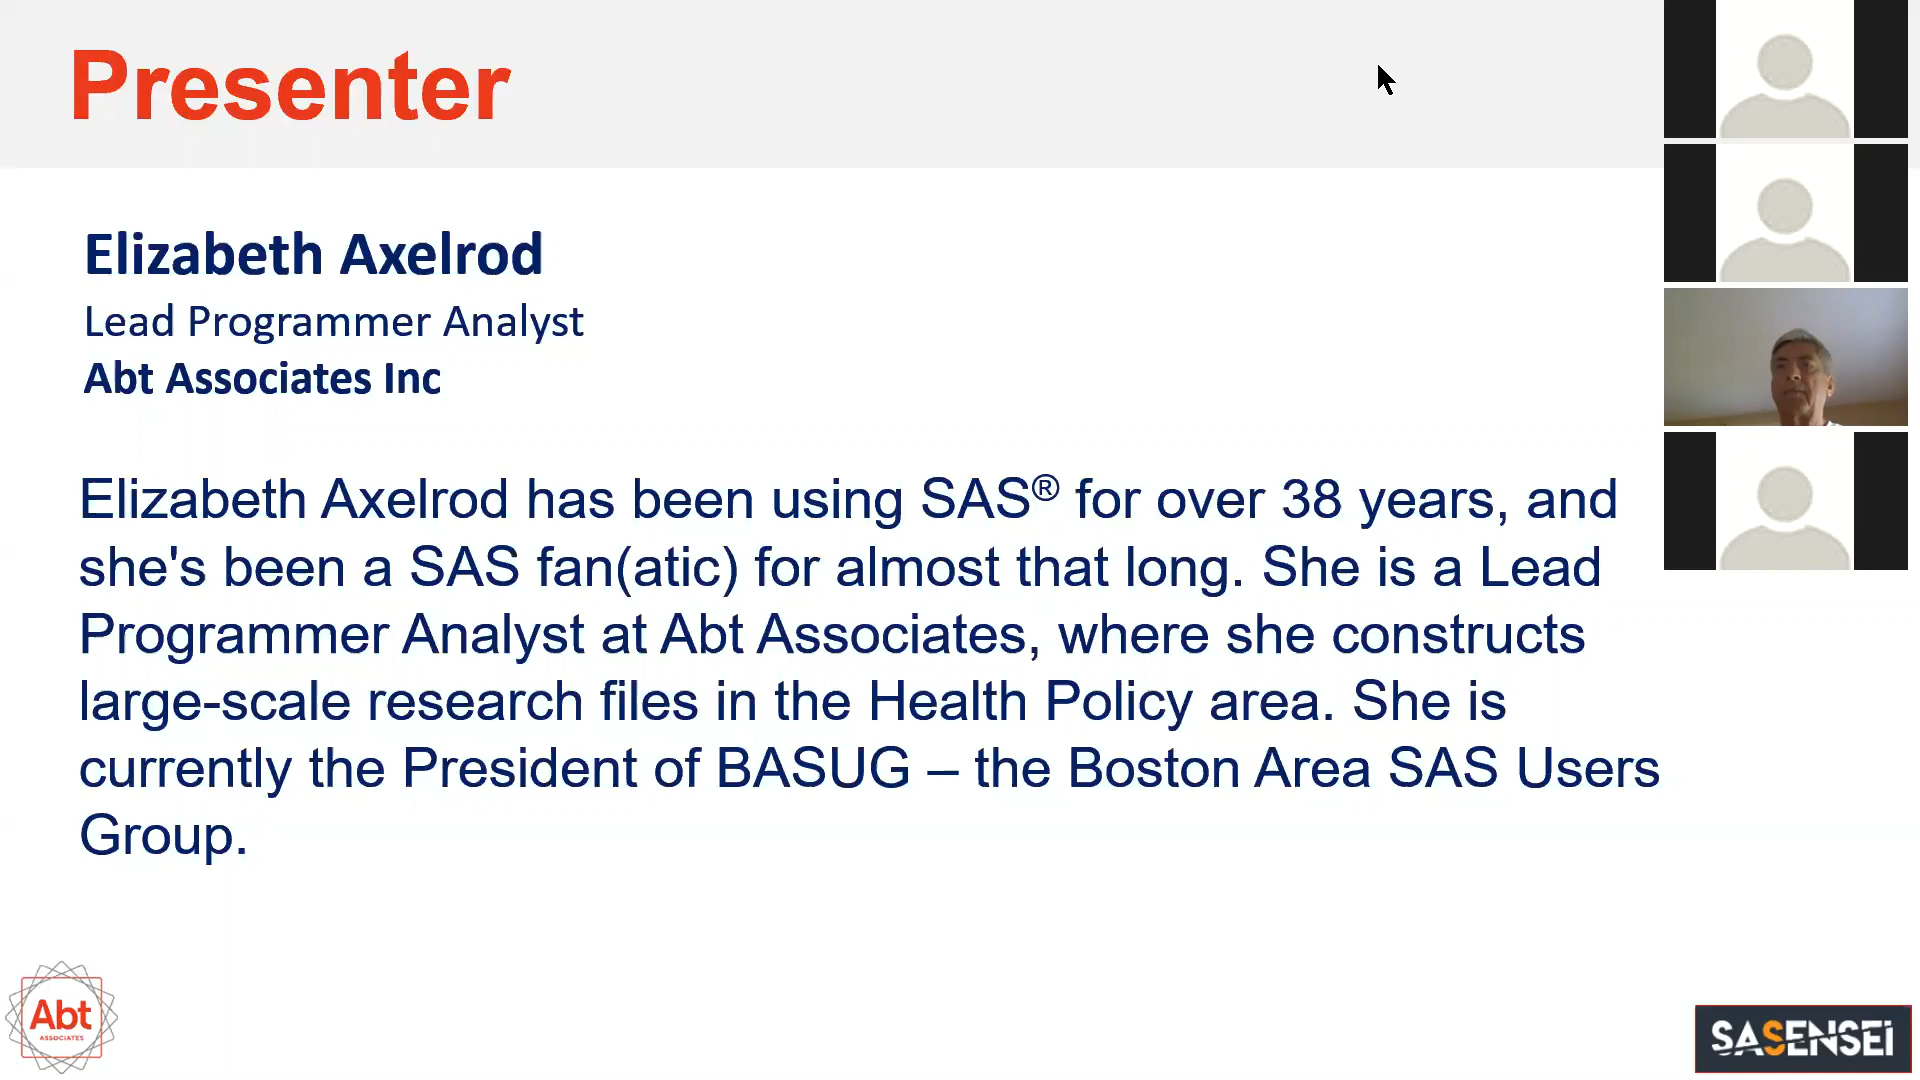 Presenter
Elizabeth Axelrod
Lead Programmer Analyst
Abt Associates Inc
Elizabeth Axelrod has been using SAS® for over 38 years, and
she's been a SAS fan(atic) for almost that long. She is a Lead
Programmer Analyst at Abt Associates, where she constructs
large-scale research files in the Health Policy area. She is
currently the President of BASUG – the Boston Area SAS Users
Group.
Abt
ASSOCIATES
SASENSEI